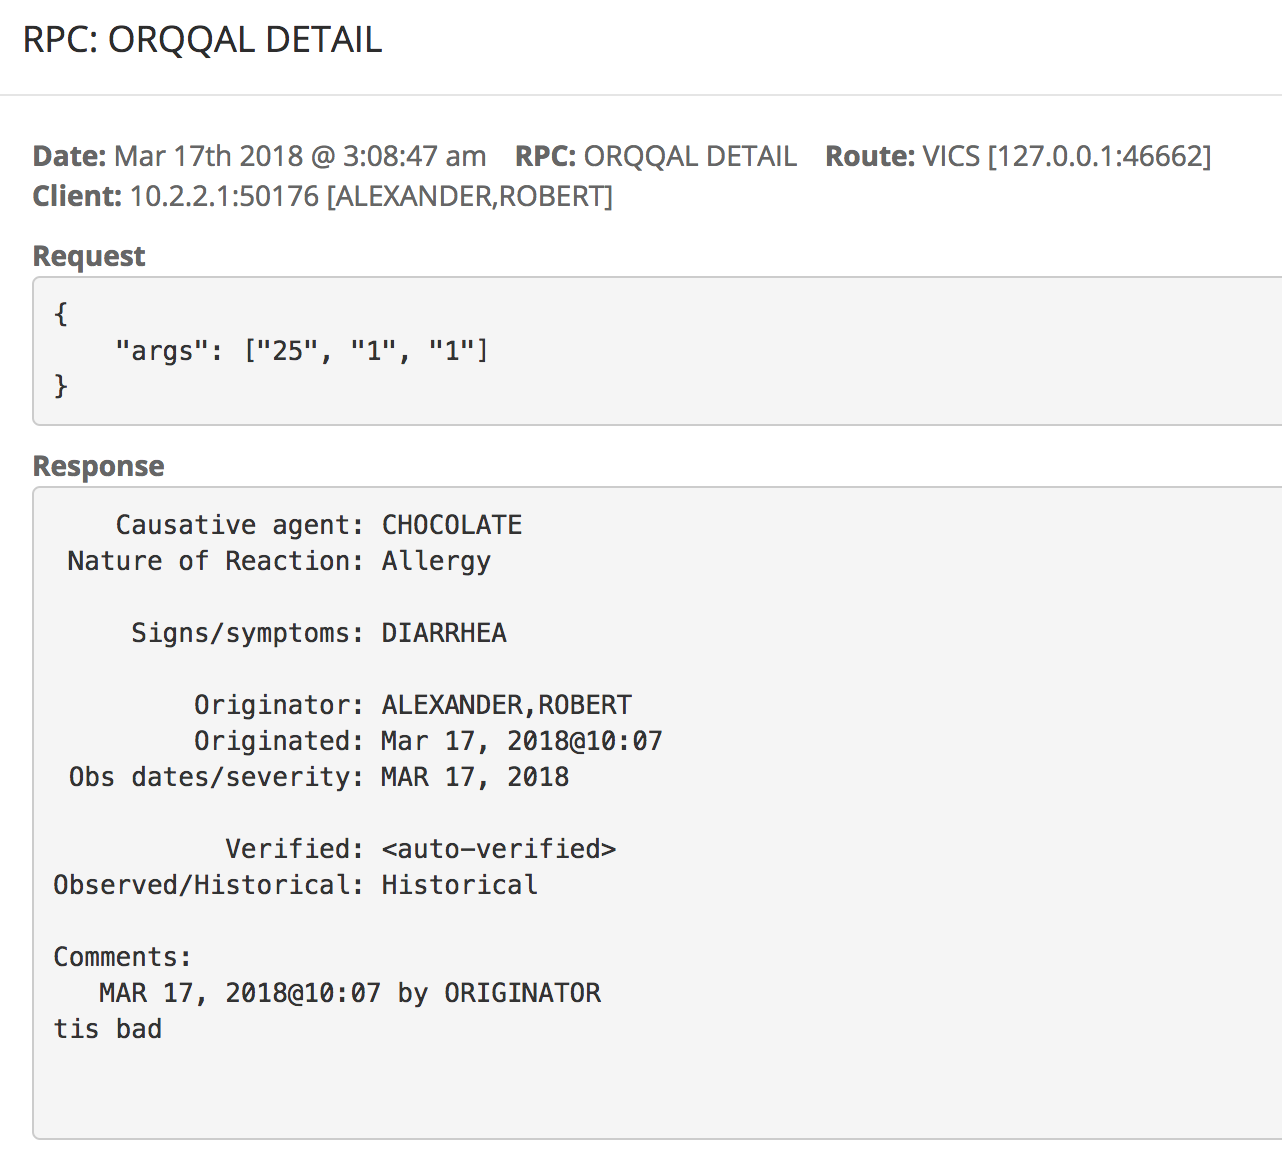 RPC: ORQQAL DETAIL
Date: Mar 17th 2018 @ 3:08:47 am RPC: ORQQAL DETAIL Route: VICS [127.0.0.1:46662]
Client: 10.2.2.1:50176 [ALEXANDER,ROBERT]
Request
{
"args": ["25", "1", "1"]
}
Response
Causative agent: CHOCOLATE
Nature of Reaction: Allergy
Signs/symptoms: DIARRHEA
Originator: ALEXANDER,ROBERT
Originated: Mar 17, 2018@10:07
Obs dates/severity: MAR 17, 2018
Verified: <auto-verified>
Observed/Historical: Historical
Comments:
MAR 17, 2018@10:07 by ORIGINATOR
tis bad